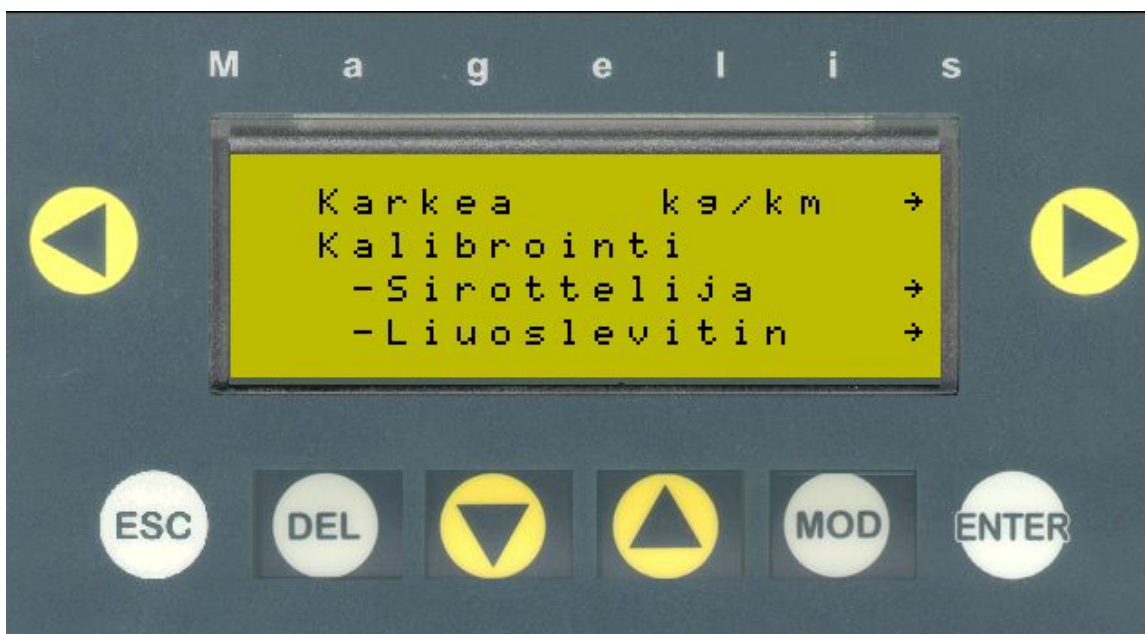 Magelis
Karkea kg/km →
Kalibrointi
-Sirottelija →
-Liuoslevitin →
ESC DEL MOD ENTER